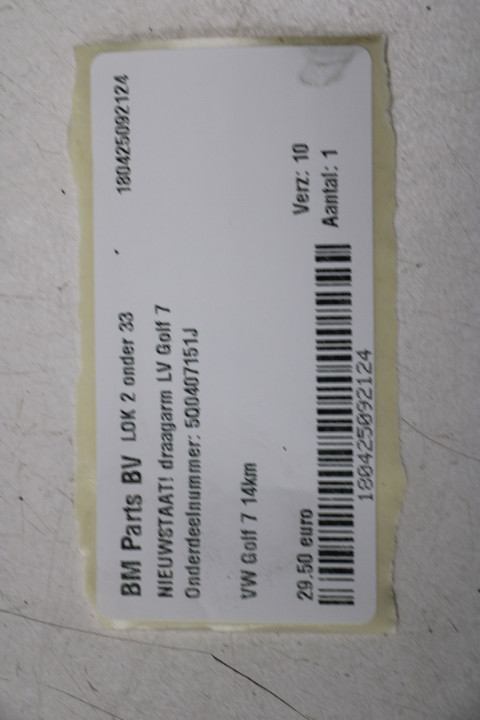 BM Parts BV LOK 2 onder 33 180425092124
NIEUWSTAAT! draagarm LV Golf 7
Onderdeelnummer: 5Q0407151J
VW Golf 7 14km
29.50 euro Verz: 10
Aantal: 1
180425092124